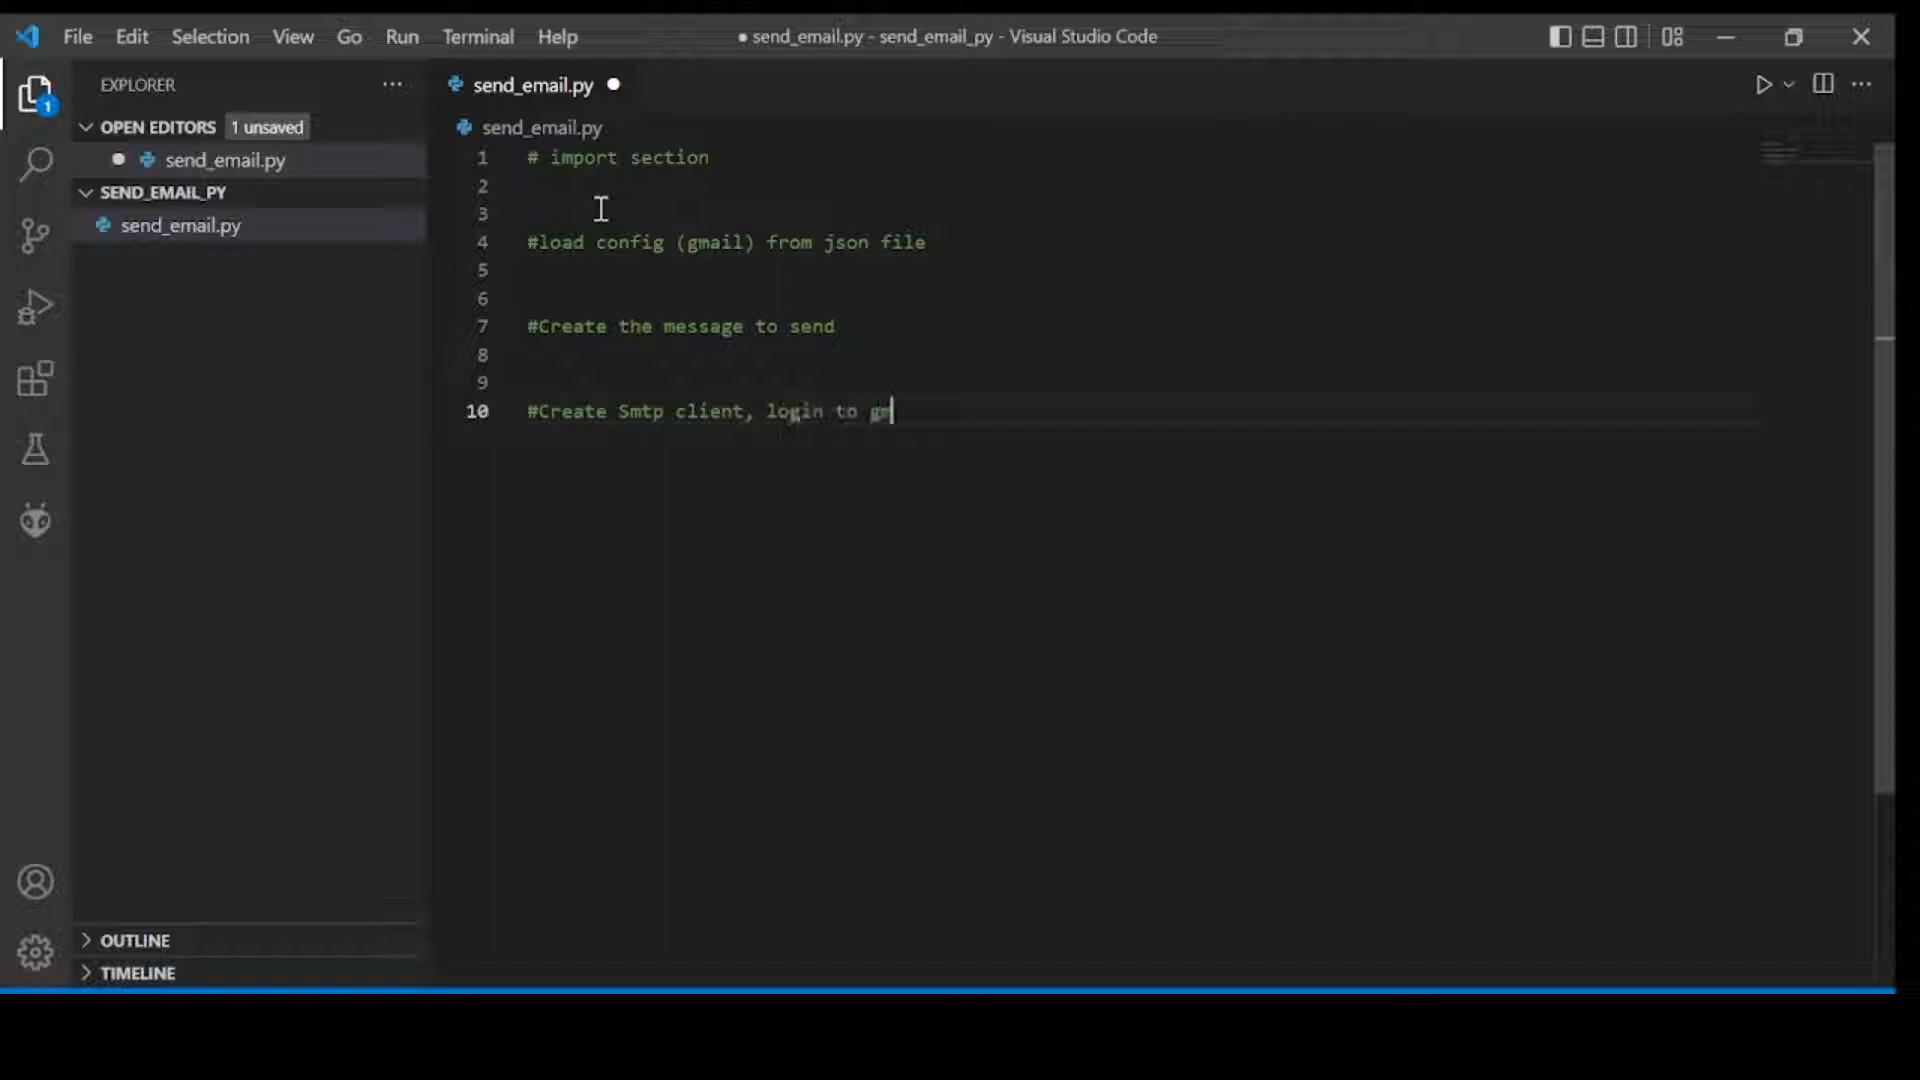 File Edit Selection View Go Run Terminal Help
● send_email.py - send_email_py - Visual Studio Code
EXPLORER
OPEN EDITORS 1 unsaved
send_email.py
SEND_EMAIL_PY
send_email.py
OUTLINE
TIMELINE
1
send_email.py
send_email.py
1 # import section
2
3
4 #load config (gmail) from json file
5
6
7 #Create the message to send
8
9
10 #Create Smtp client, login to gm